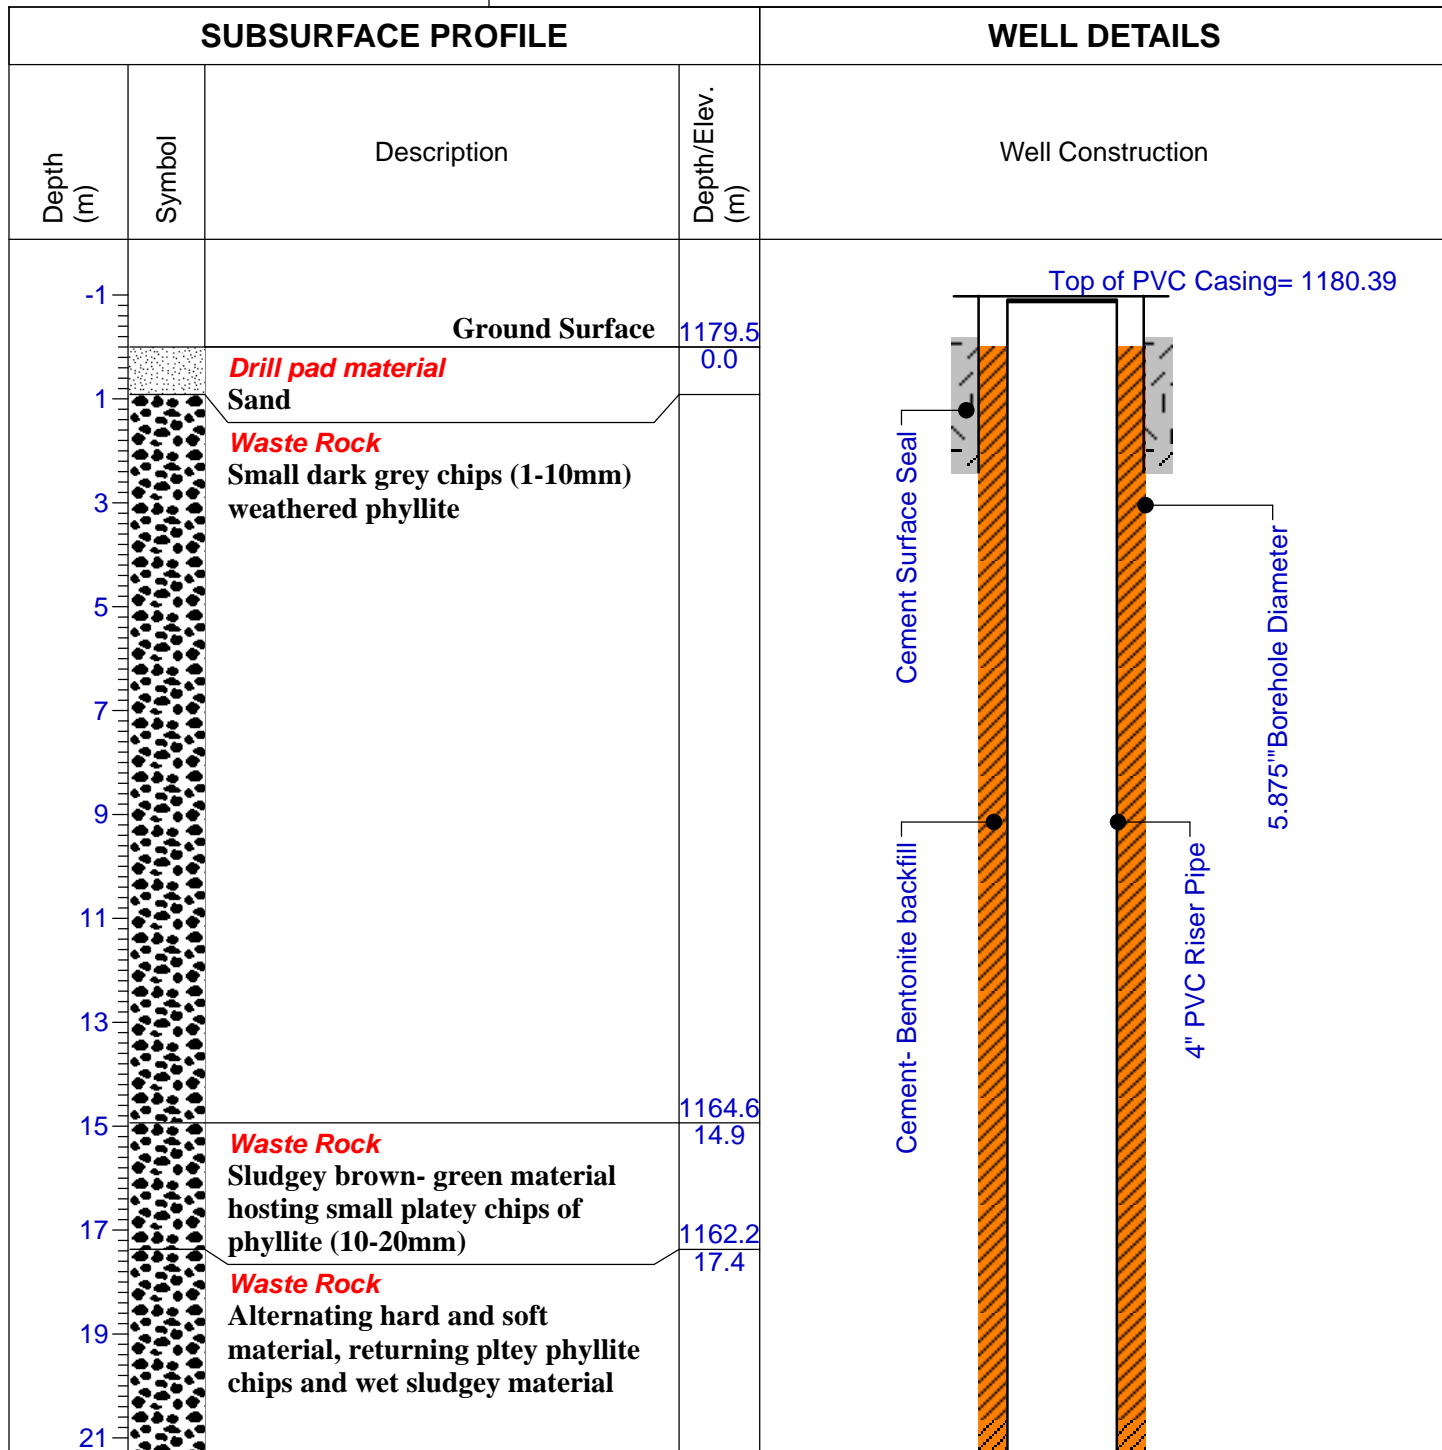 SUBSURFACE PROFILE
WELL DETAILS
Depth
(m)
Symbol
Description
Depth/Elev.
(m)
Well Construction
-1
1
3
5
7
9
11
13
15
17
19
21
Ground Surface
1179.5
0.0
Drill pad material
Sand
Waste Rock
Small dark grey chips (1-10mm)
weathered phyllite
1164.6
14.9
Waste Rock
Sludgey brown- green material
hosting small platey chips of
phyllite (10-20mm)
1162.2
17.4
Waste Rock
Alternating hard and soft
material, returning pltey phyllite
chips and wet sludgey material
Top of PVC Casing= 1180.39
Cement Surface Seal
5.875'"Borehole Diameter
Cement- Bentonite backfill
4" PVC Riser Pipe